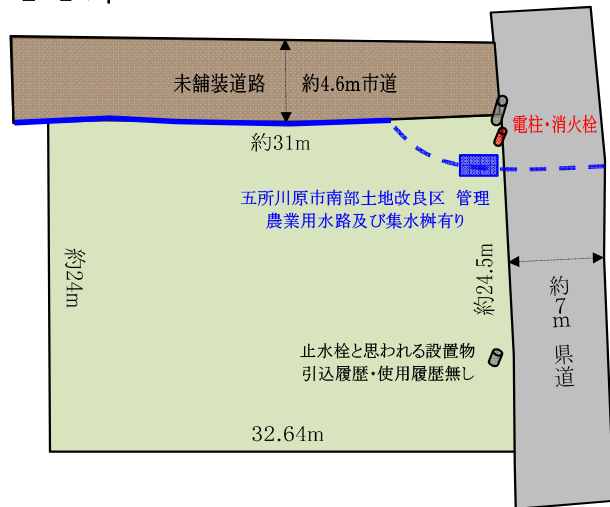 未舗装道路 約4.6m市道
電柱・消火栓
約31m
五所川原市南部土地改良区 管理
農業用水路及び集水桝有り
約24m
約24.5m
約7m 県道
止水栓と思われる設置物
引込履歴・使用履歴無し
32.64m